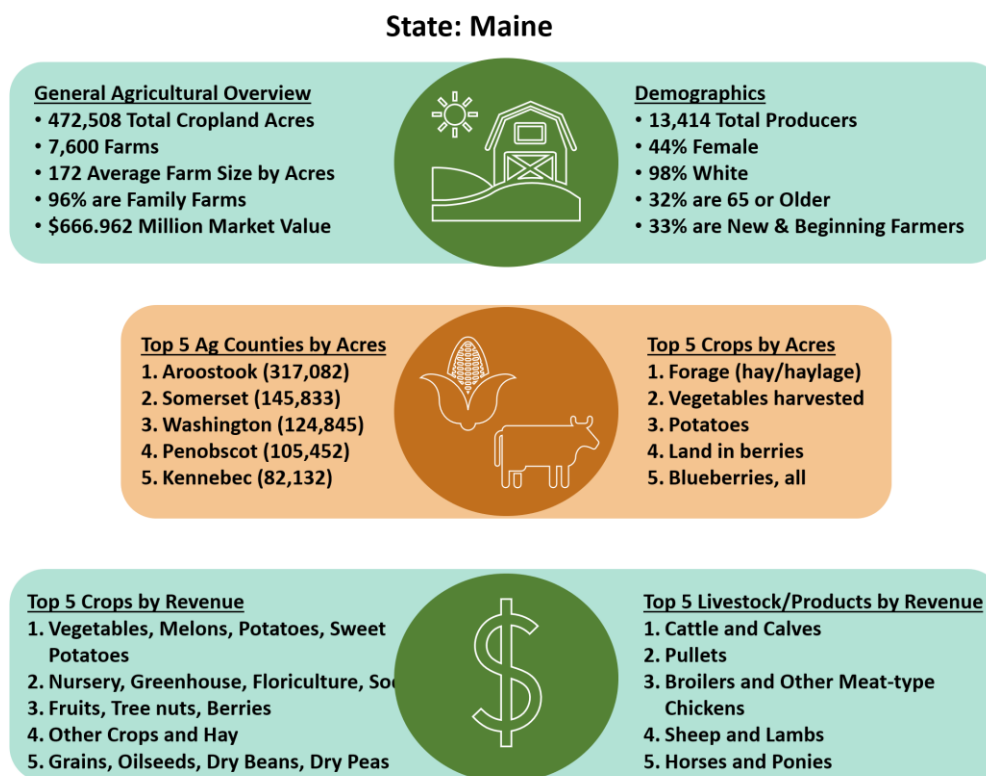 State: Maine
General Agricultural Overview
• 472,508 Total Cropland Acres
• 7,600 Farms
• 172 Average Farm Size by Acres
• 96% are Family Farms
• $666.962 Million Market Value
Demographics
• 13,414 Total Producers
• 44% Female
• 98% White
• 32% are 65 or Older
• 33% are New & Beginning Farmers
Top 5 Ag Counties by Acres
1. Aroostook (317,082)
2. Somerset (145,833)
3. Washington (124,845)
4. Penobscot (105,452)
5. Kennebec (82,132)
Top 5 Crops by Acres
1. Forage (hay/haylage)
2. Vegetables harvested
3. Potatoes
4. Land in berries
5. Blueberries, all
Top 5 Crops by Revenue
1. Vegetables, Melons, Potatoes, Sweet
Potatoes
2. Nursery, Greenhouse, Floriculture,
3. Fruits, Tree nuts, Berries
4. Other Crops and Hay
5. Grains, Oilseeds, Dry Beans, Dry Peas
$
Top 5 Livestock/Products by Revenue
1. Cattle and Calves
2. Pullets
3. Broilers and Other Meat-type
Chickens
4. Sheep and Lambs
5. Horses and Ponies